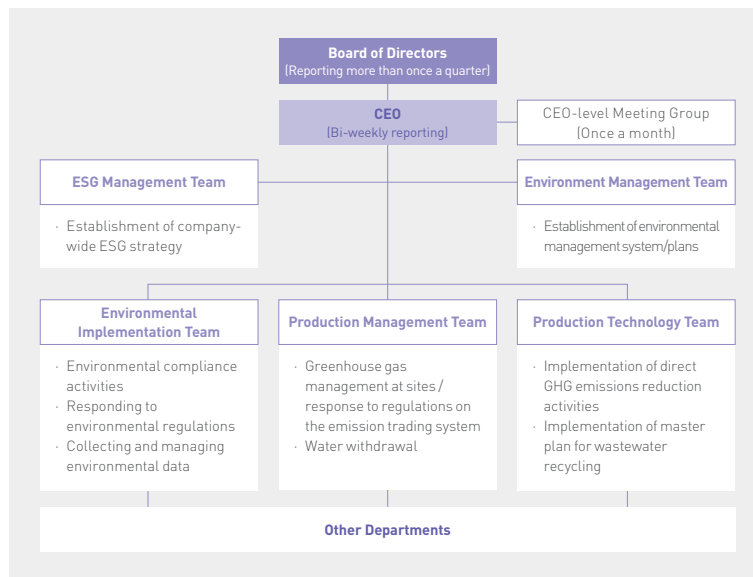 Board of Directors
(Reporting more than once a quarter)
CEO
(Bi-weekly reporting)
CEO-level Meeting Group
(Once a month)
ESG Management Team
· Establishment of company-
wide ESG strategy
Environment Management Team
· Establishment of environmental
management system/plans
Environmental
Implementation Team
· Environmental compliance
activities
· Responding to
environmental regulations
· Collecting and managing
environmental data
Production Management Team
· Greenhouse gas
management at sites /
response to regulations on
the emission trading system
· Water withdrawal
Production Technology Team
· Implementation of direct
GHG emissions reduction
activities
· Implementation of master
plan for wastewater
recycling
Other Departments